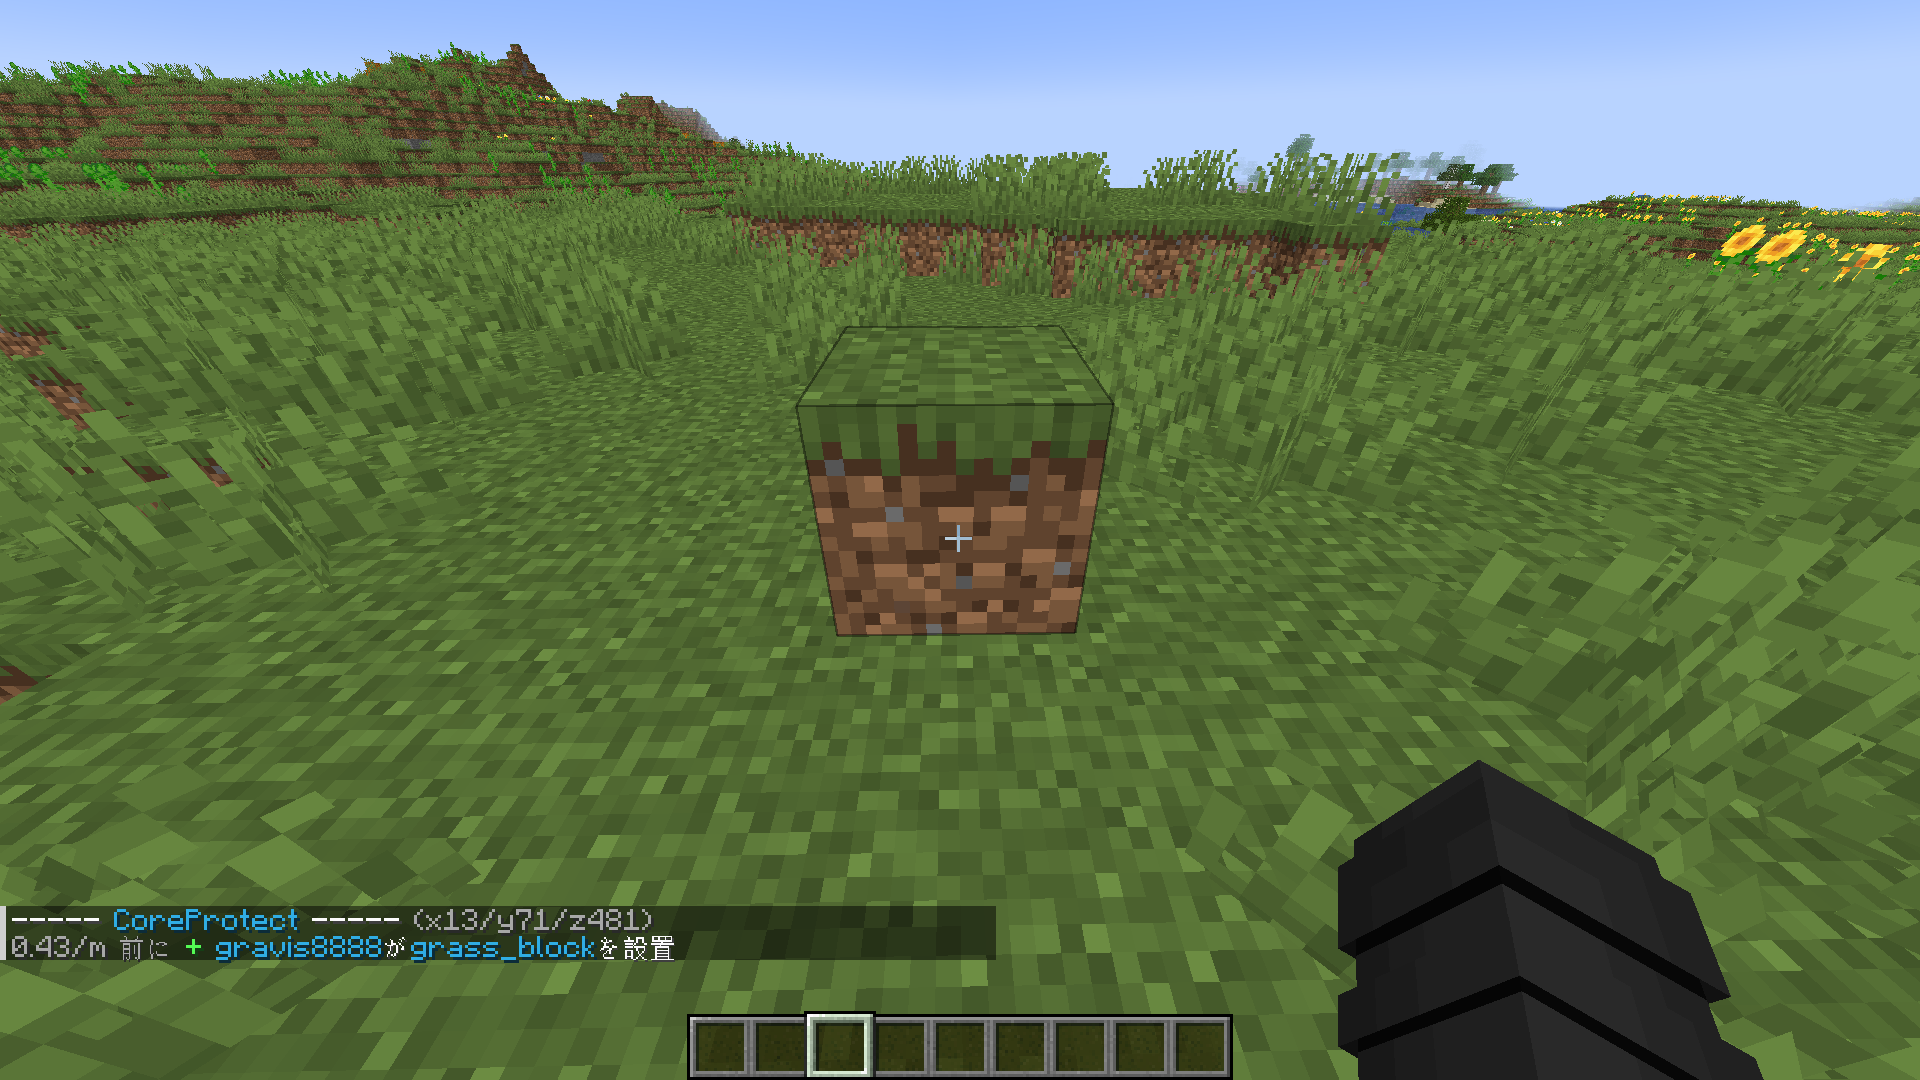 ----- CoreProtect ----- (x13/y71/z481)
0.43/m 前に + gravis8888がgrass_blockを設置